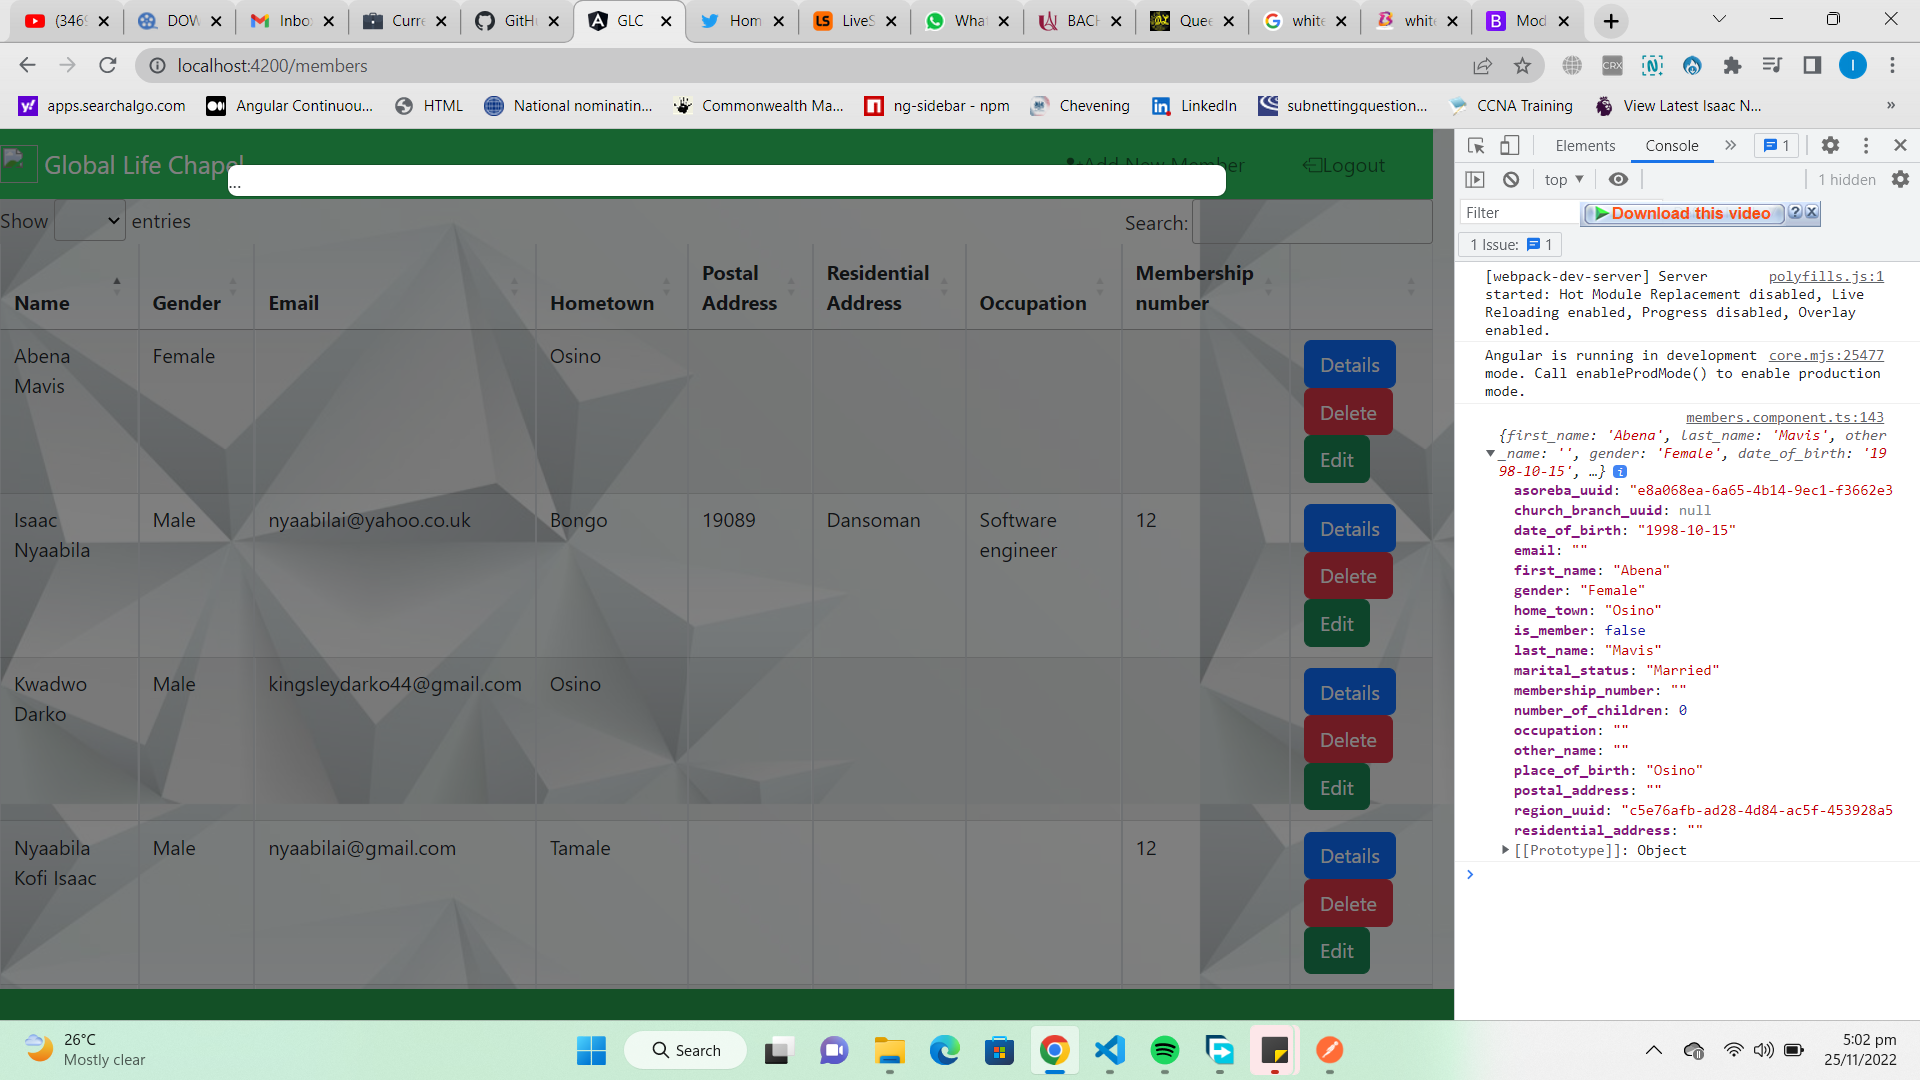 (346
DOW
Inbo
Curre
GitHu
GLC
Hom
LiveS
What
BACH
Quee
white
white
Mod
localhost:4200/members
apps.searchalgo.com
Angular Continuou...
HTML
National nominatin...
Commonwealth Ma...
ng-sidebar - npm
Chevening
LinkedIn
subnettingquestion...
CCNA Training
View Latest Isaac N...
»
Global Life Chapel
Add New Member
Logout
...
Show entries
Search:
Name Gender Email Hometown Postal Address Residential Address Occupation Membership number
Abena Mavis Female Osino
Details
Delete
Edit
Isaac Nyaabila Male nyaabilai@yahoo.co.uk Bongo 19089 Dansoman Software engineer 12
Details
Delete
Edit
Kwadwo Darko Male kingsleydarko44@gmail.com Osino
Details
Delete
Edit
Nyaabila Kofi Isaac Male nyaabilai@gmail.com Tamale 12
Details
Delete
Edit
Elements Console » 1
top 1 hidden
Filter
Download this video ? X
1 Issue: 1
[webpack-dev-server] Server polyfills.js:1
started: Hot Module Replacement disabled, Live
Reloading enabled, Progress disabled, Overlay
enabled.
Angular is running in development core.mjs:25477
mode. Call enableProdMode() to enable production
mode.
members.component.ts:143
{first_name: 'Abena', last_name: 'Mavis', other
_name: '', gender: 'Female', date_of_birth: '19
98-10-15', …}
asoreba_uuid: "e8a068ea-6a65-4b14-9ec1-f3662e3
church_branch_uuid: null
date_of_birth: "1998-10-15"
email: ""
first_name: "Abena"
gender: "Female"
home_town: "Osino"
is_member: false
last_name: "Mavis"
marital_status: "Married"
membership_number: ""
number_of_children: 0
occupation: ""
other_name: ""
place_of_birth: "Osino"
postal_address: ""
region_uuid: "c5e76afb-ad28-4d84-ac5f-453928a5
residential_address: ""
[[Prototype]]: Object
26°C
Mostly clear
Search
5:02 pm
25/11/2022